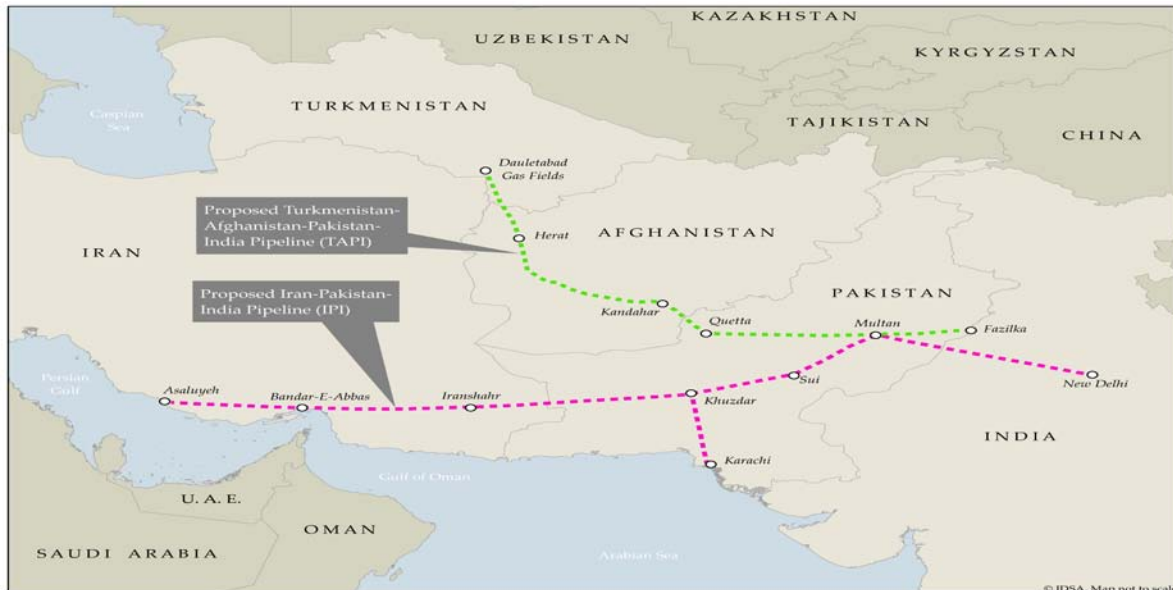 KAZAKHSTAN
UZBEKISTAN
KYRGYZSTAN
TURKMENISTAN
TAJIKISTAN
CHINA
Caspian
Sea
Dauletabad
Gas Fields
Proposed Turkmenistan-
Afghanistan-Pakistan-
India Pipeline (TAPI)
Herat
AFGHANISTAN
IRAN
Proposed Iran-Pakistan-
India Pipeline (IPI)
PAKISTAN
Kandahar
Quetta
Multan
Fazilka
Persian
Gulf
Asaluyeh
Bandar-E-Abbas
Iranshahr
Khuzdar
Sui
New Delhi
INDIA
Karachi
Gulf of Oman
U.A.E.
OMAN
SAUDI ARABIA
Arabian Sea
© IDSA. Map not to scale